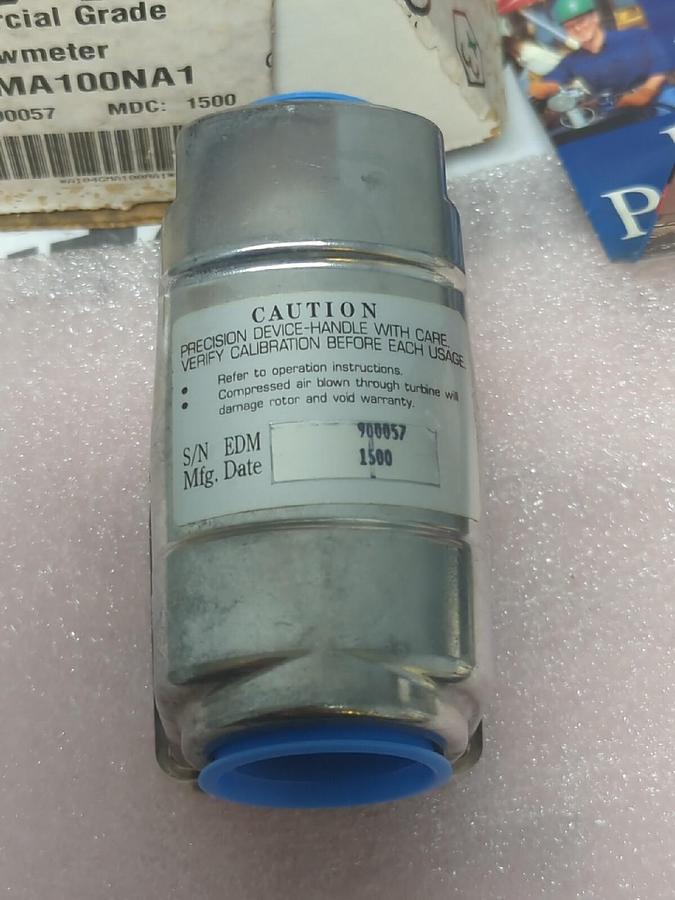 cial Grade
wmeter
MA100NA1
00057 MDC: 1500
CAUTION
PRECISION DEVICE-HANDLE WITH CARE.
VERIFY CALIBRATION BEFORE EACH USAGE.
• Refer to operation instructions.
• Compressed air blown through turbine will
damage rotor and void warranty.
S/N EDM 900057
Mfg. Date 1500
P